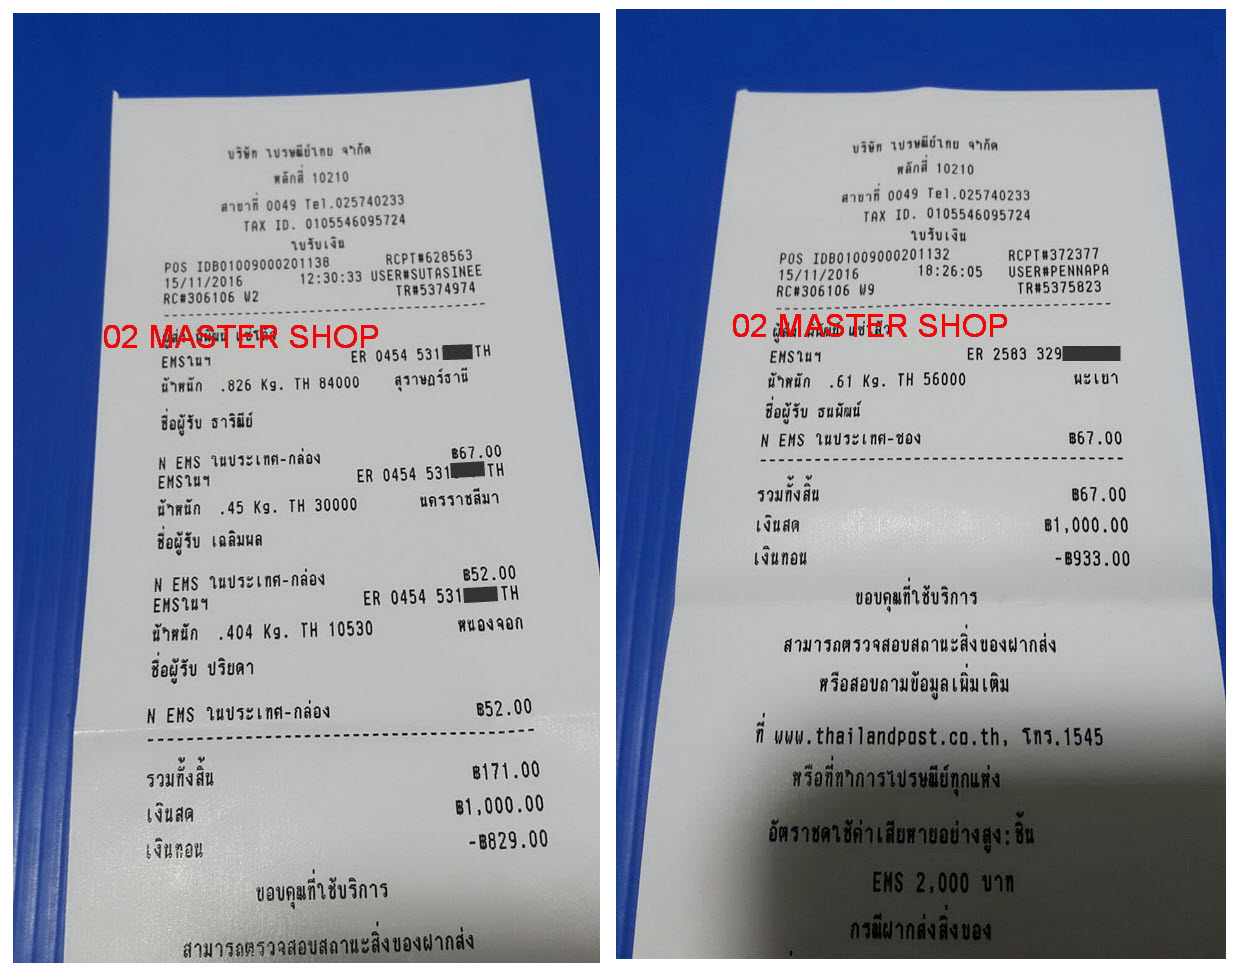 บริษัท ไปรษณีย์ไทย จำกัด
หลักสี่ 10210
สาขาที่ 0049 Tel.025740233
TAX ID. 0105546095724
ใบรับเงิน
POS IDB01009000201138 RCPT#628563
15/11/2016 12:30:33 USER#SUTASINEE
RC#306106 W2 TR#5374974
02 MASTER SHOP
EMSในฯ ER 0454 531 TH
น้ำหนัก .826 Kg. TH 84000 สุราษฎร์ธานี
ชื่อผู้รับ ธาริณีย์
N EMS ในประเทศ-กล่อง ฿67.00
EMSในฯ ER 0454 531 TH
น้ำหนัก .45 Kg. TH 30000 นครราชสีมา
ชื่อผู้รับ เฉลิมผล
N EMS ในประเทศ-กล่อง ฿52.00
EMSในฯ ER 0454 531 TH
น้ำหนัก .404 Kg. TH 10530 หนองจอก
ชื่อผู้รับ ปริยดา
N EMS ในประเทศ-กล่อง ฿52.00
รวมทั้งสิ้น ฿171.00
เงินสด ฿1,000.00
เงินทอน -฿829.00
ขอบคุณที่ใช้บริการ
สามารถตรวจสอบสถานะสิ่งของฝากส่ง
บริษัท ไปรษณีย์ไทย จำกัด
หลักสี่ 10210
สาขาที่ 0049 Tel.025740233
TAX ID. 0105546095724
ใบรับเงิน
POS IDB01009000201132 RCPT#372377
15/11/2016 18:26:05 USER#PENNAPA
RC#306106 W9 TR#5375823
02 MASTER SHOP
EMSในฯ ER 2583 329
น้ำหนัก .61 Kg. TH 56000 พะเยา
ชื่อผู้รับ ธนพัฒน์
N EMS ในประเทศ-ซอง ฿67.00
รวมทั้งสิ้น ฿67.00
เงินสด ฿1,000.00
เงินทอน -฿933.00
ขอบคุณที่ใช้บริการ
สามารถตรวจสอบสถานะสิ่งของฝากส่ง
หรือสอบถามข้อมูลเพิ่มเติม
ที่ www.thailandpost.co.th, โทร.1545
หรือที่ทำการไปรษณีย์ทุกแห่ง
อัตราชดใช้ค่าเสียหายอย่างสูง:ชิ้น
EMS 2,000 บาท
กรณีฝากส่งสิ่งของ